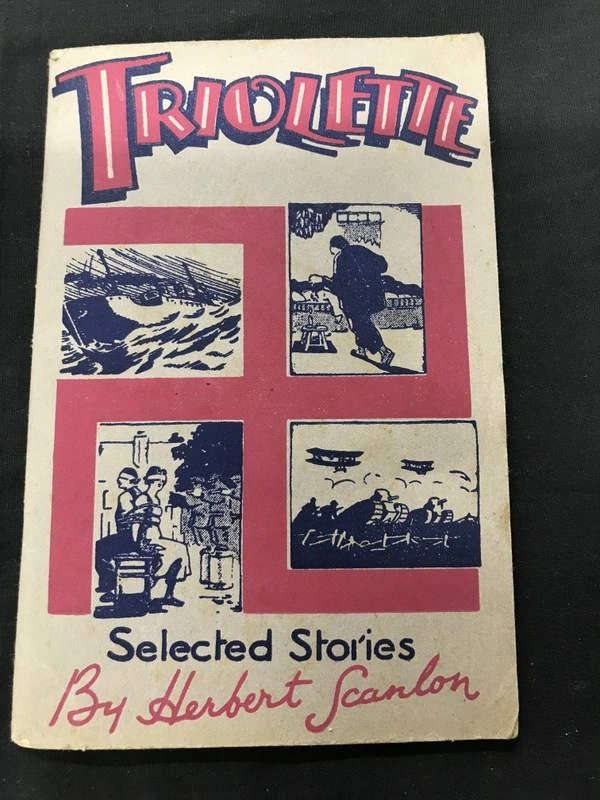 TRIOLETTE
Selected Stories
By Herbert Scanlon